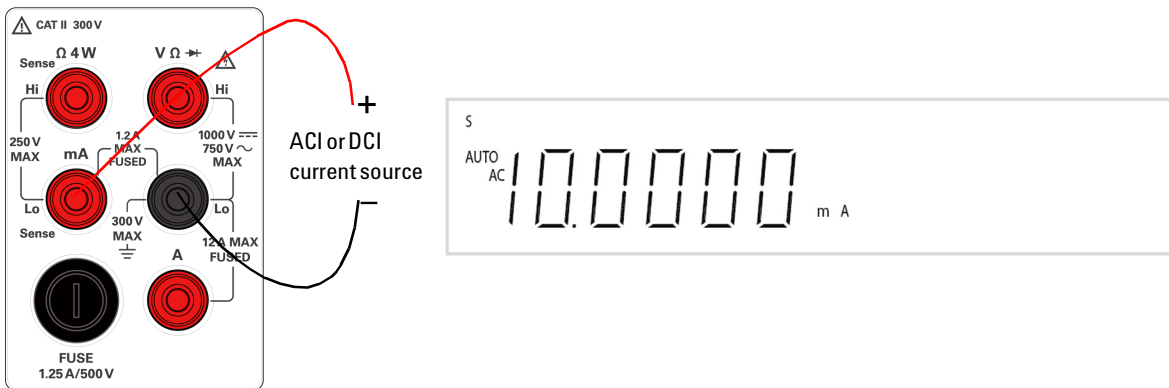 CAT II 300 V
Ω 4 W
V Ω
Sense
Hi
Hi
250 V
MAX
1.2 A
MAX
FUSED
1000 V
750 V
MAX
mA
Lo
Lo
Sense
300 V
MAX
12 A MAX
FUSED
A
FUSE
1.25 A/500 V
+
ACI or DCI
current source
–
S
AUTO
AC
10.0000
m A